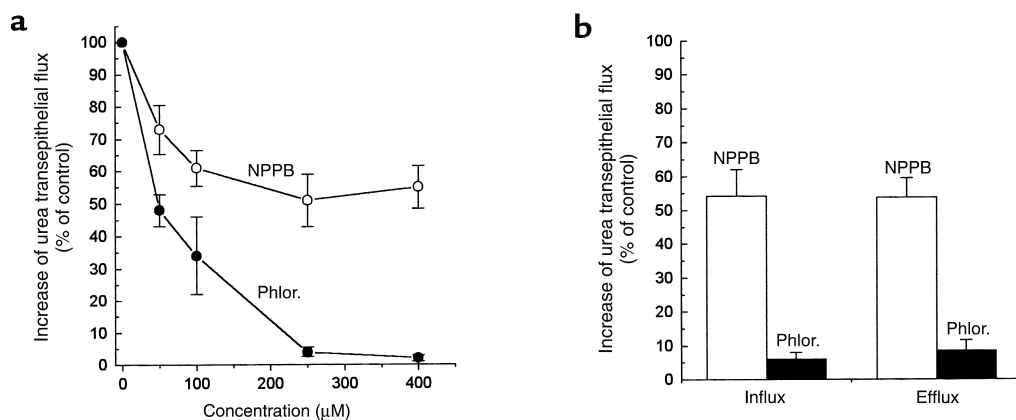 a
Increase of urea transepithelial flux
(% of control)
100
90
80
70
60
50
40
30
20
10
0
NPPB
Phlor.
0
100
200
300
400
Concentration (μM)
b
Increase of urea transepithelial flux
(% of control)
100
90
80
70
60
50
40
30
20
10
0
NPPB
Phlor.
NPPB
Phlor.
Influx
Efflux